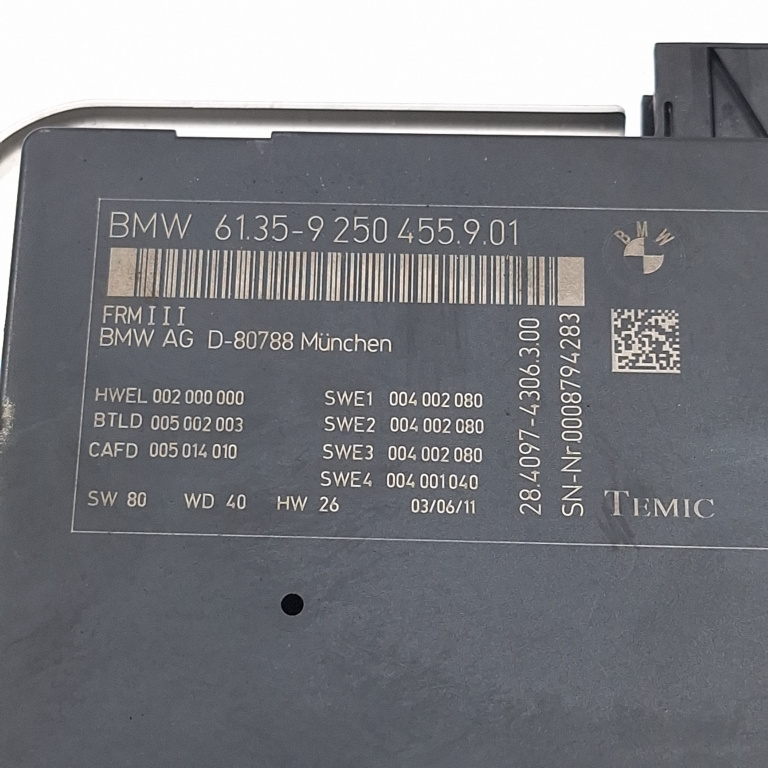 BMW 61.35-9 250 455.9.01
BMW
FRMIII
BMW AG D-80788 München
HWEL 002 000 000
BTLD 005 002 003
CAFD 005 014 010
SWE1 004 002 080
SWE2 004 002 080
SWE3 004 002 080
SWE4 004 001 040
SW 80 WD 40 HW 26 03/06/11
28.4097-4306.3.00
SN-Nr.0008794283
TEMIC